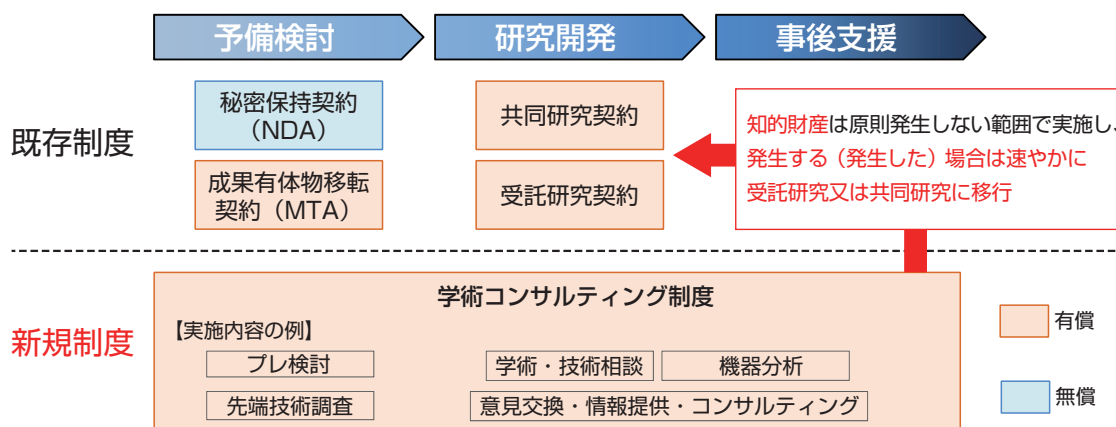 予備検討
研究開発
事後支援
既存制度
秘密保持契約
（NDA）
成果有体物移転
契約（MTA）
共同研究契約
受託研究契約
知的財産は原則発生しない範囲で実施し、
発生する（発生した）場合は速やかに
受託研究又は共同研究に移行
新規制度
学術コンサルティング制度
【実施内容の例】
プレ検討
学術・技術相談
機器分析
先端技術調査
意見交換・情報提供・コンサルティング
有償
無償